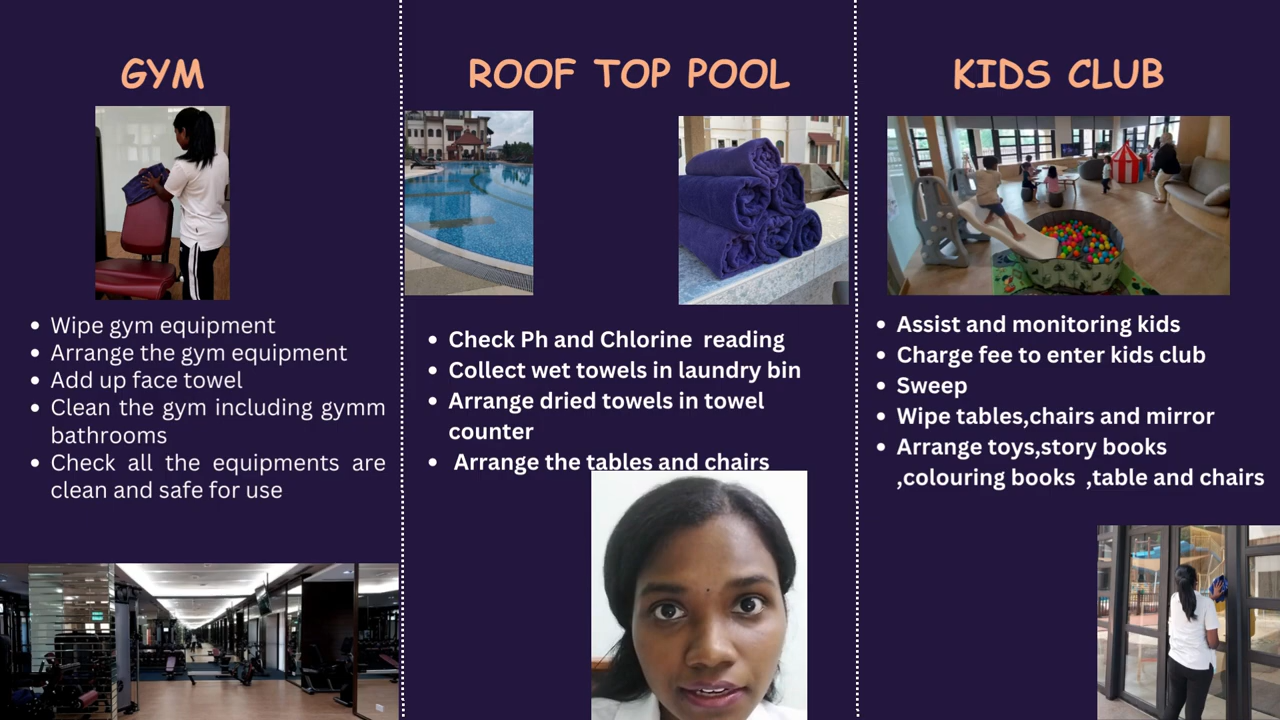 GYM
Wipe gym equipment
Arrange the gym equipment
Add up face towel
Clean the gym including gymm
bathrooms
Check all the equipments are
clean and safe for use
ROOF TOP POOL
Check Ph and Chlorine reading
Collect wet towels in laundry bin
Arrange dried towels in towel
counter
Arrange the tables and chairs
KIDS CLUB
Assist and monitoring kids
Charge fee to enter kids club
Sweep
Wipe tables,chairs and mirror
Arrange toys,story books
,colouring books ,table and chairs